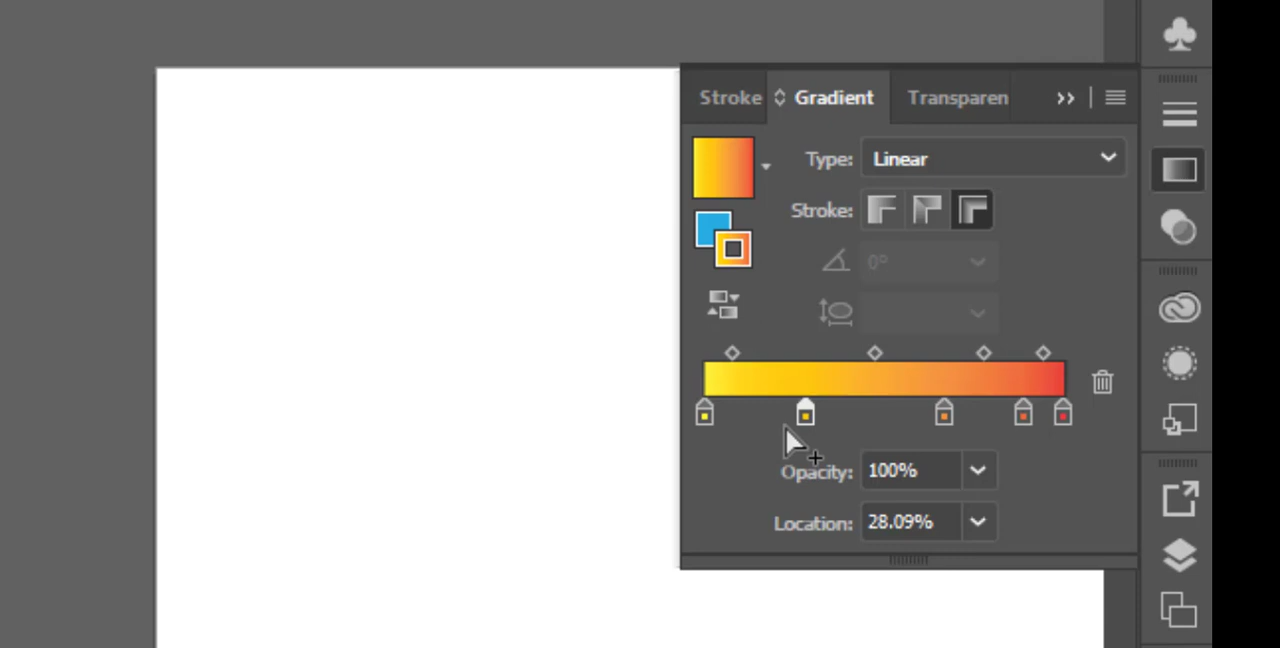 Stroke Gradient Transparen
Type: Linear
Stroke:
0°
Opacity: 100%
Location: 28.09%